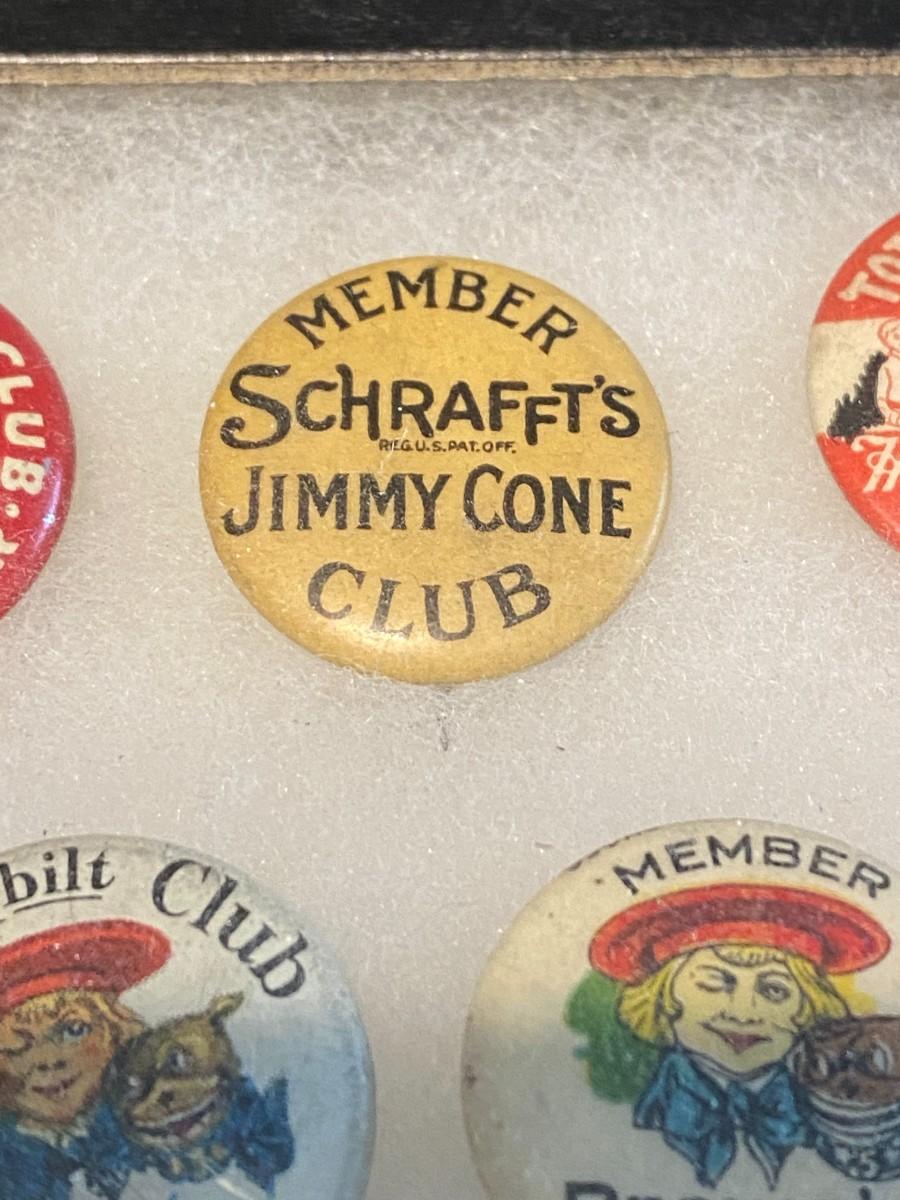 MEMBER
SCHRAFFT'S
REG.U.S.PAT.OFF.
JIMMY CONE
CLUB
CLUB
bilt Club
MEMBER